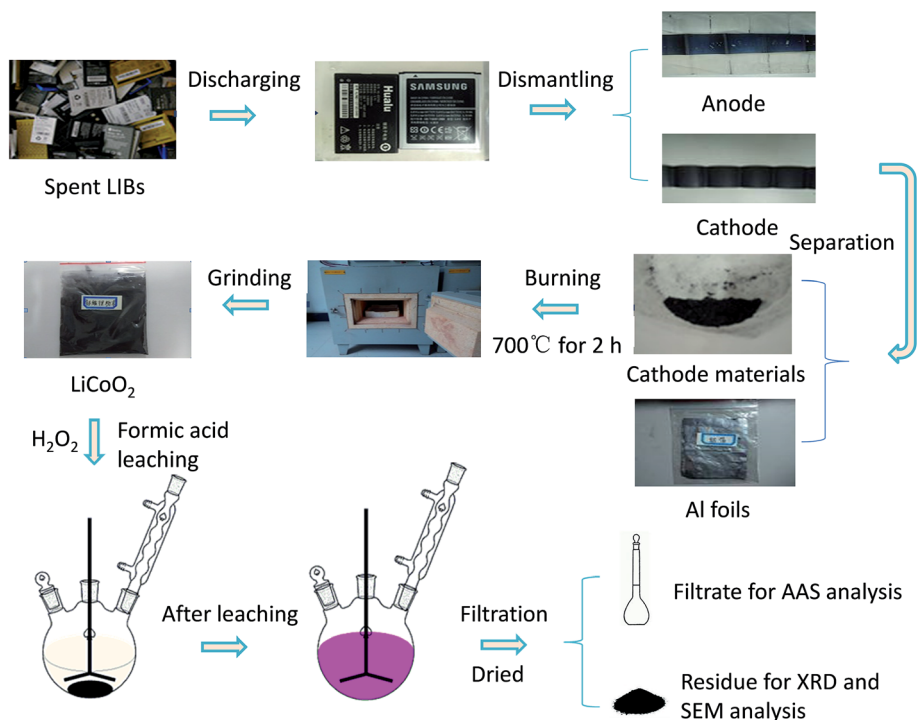 Discharging
Dismantling
Spent LIBs
Hualu
SAMSUNG
Anode
Cathode
Separation
Grinding
Burning
700℃ for 2 h
LiCoO₂
Cathode materials
Al foils
H₂O₂
Formic acid
leaching
After leaching
Filtration
Dried
Filtrate for AAS analysis
Residue for XRD and
SEM analysis